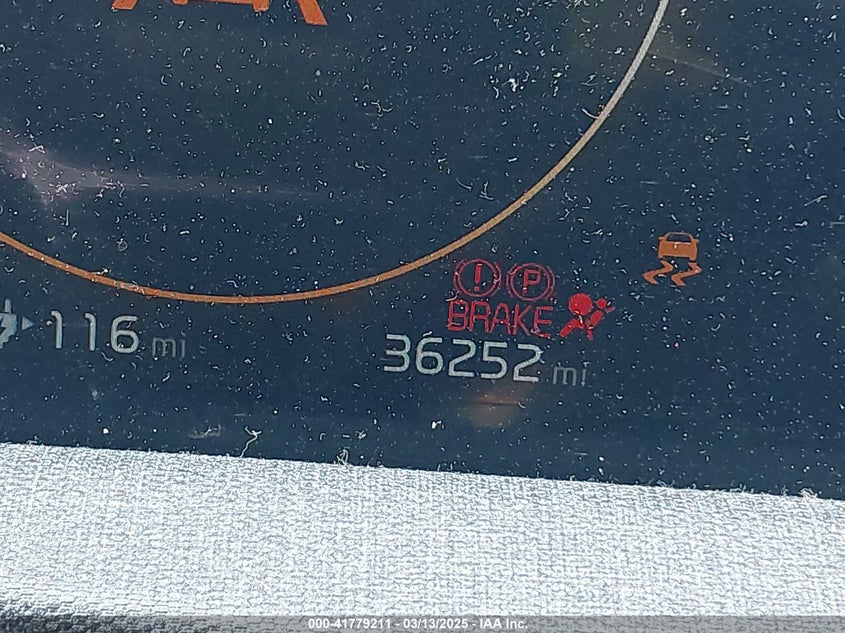 P
BRAKE
116 mi
36252 mi
000-41779211 - 03/13/2025 - IAA Inc.